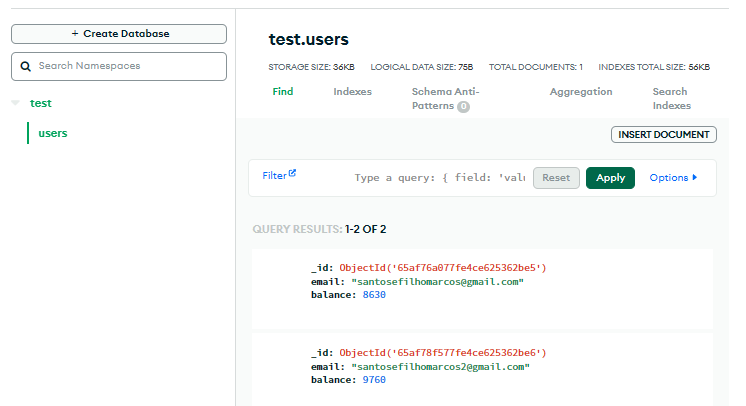 + Create Database
Search Namespaces
test
users
test.users
STORAGE SIZE: 36KB LOGICAL DATA SIZE: 75B TOTAL DOCUMENTS: 1 INDEXES TOTAL SIZE: 56KB
Find Indexes Schema Anti-Patterns 0 Aggregation Search Indexes
INSERT DOCUMENT
Filter Type a query: { field: 'valu Reset Apply Options
QUERY RESULTS: 1-2 OF 2
_id: ObjectId('65af76a077fe4ce625362be5')
email: "santosefilhomarcos@gmail.com"
balance: 8630
_id: ObjectId('65af78f577fe4ce625362be6')
email: "santosefilhomarcos2@gmail.com"
balance: 9760